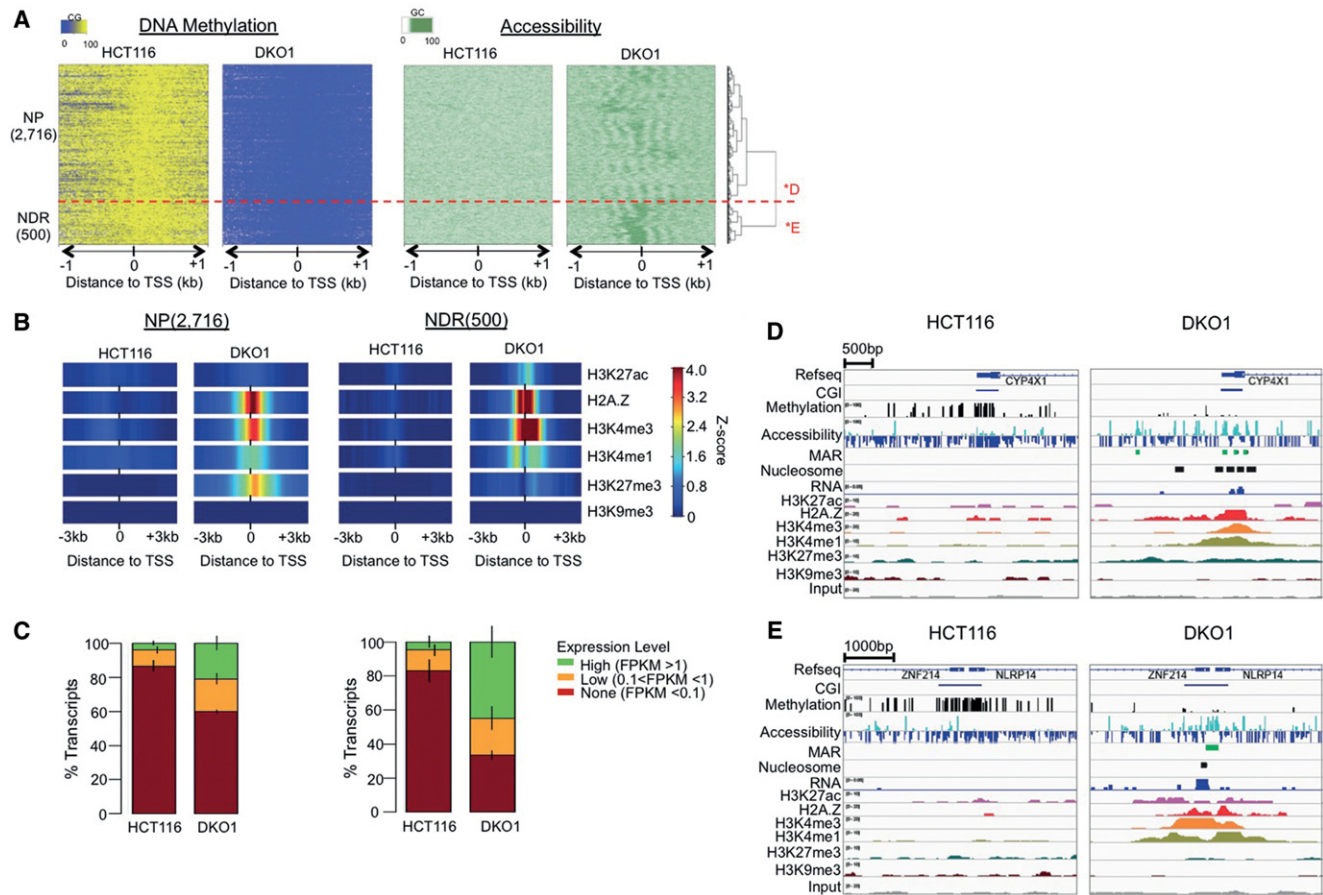 A
CG
0 100
DNA Methylation
HCT116
DKO1
GC
0 100
Accessibility
HCT116
DKO1
NP
(2,716)
NDR
(500)
*D
*E
-1 0 +1
Distance to TSS (kb)
-1 0 +1
Distance to TSS (kb)
-1 0 +1
Distance to TSS (kb)
-1 0 +1
Distance to TSS (kb)
B
NP(2,716)
NDR(500)
HCT116
DKO1
HCT116
DKO1
H3K27ac
H2A.Z
H3K4me3
H3K4me1
H3K27me3
H3K9me3
4.0
3.2
2.4
1.6
0.8
0
Z-score
-3kb 0 +3kb
Distance to TSS
-3kb 0 +3kb
Distance to TSS
-3kb 0 +3kb
Distance to TSS
-3kb 0 +3kb
Distance to TSS
C
% Transcripts
100
80
60
40
20
0
HCT116
DKO1
% Transcripts
100
80
60
40
20
0
HCT116
DKO1
Expression Level
High (FPKM >1)
Low (0.1<FPKM <1)
None (FPKM <0.1)
D
HCT116
DKO1
500bp
Refseq
CYP4X1
CYP4X1
CGI
Methylation
Accessibility
MAR
Nucleosome
RNA
H3K27ac
H2A.Z
H3K4me3
H3K4me1
H3K27me3
H3K9me3
Input
E
HCT116
DKO1
1000bp
Refseq
ZNF214
NLRP14
ZNF214
NLRP14
CGI
Methylation
Accessibility
MAR
Nucleosome
RNA
H3K27ac
H2A.Z
H3K4me3
H3K4me1
H3K27me3
H3K9me3
Input